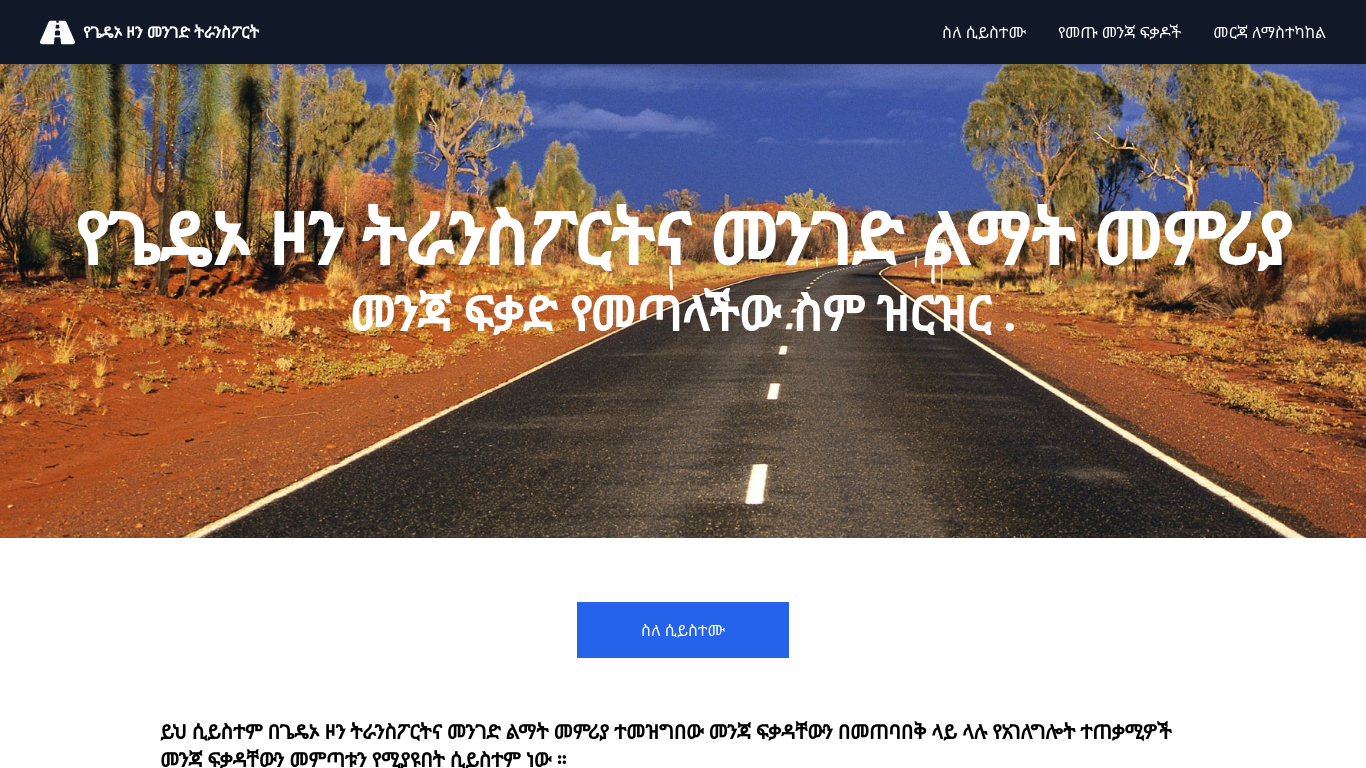 የጌዴኦ ዞን መንገድ ትራንስፖርት
ስለ ሲይስተሙ
የመጡ መንጃ ፍቃዶች
መርጃ ለማስተካከል
የጌዴኦ ዞን ትራንስፖርትና መንገድ ልማት መምሪያ
መንጃ ፍቃድ የመጣላችው ስም ዝርዝር .
ስለ ሲይስተሙ
ይህ ሲይስተም በጌዴኦ ዞን ትራንስፖርትና መንገድ ልማት መምሪያ ተመዝግበው መንጃ ፍቃዳቸውን በመጠባበቅ ላይ ላሉ የአገለግሎት ተጠቃሚዎች
መንጃ ፍቃዳቸውን መምጣቱን የሚያዩበት ሲይስተም ነው ።